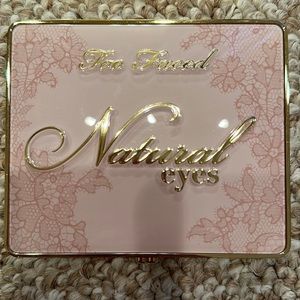 Too Faced
Natural
eyes